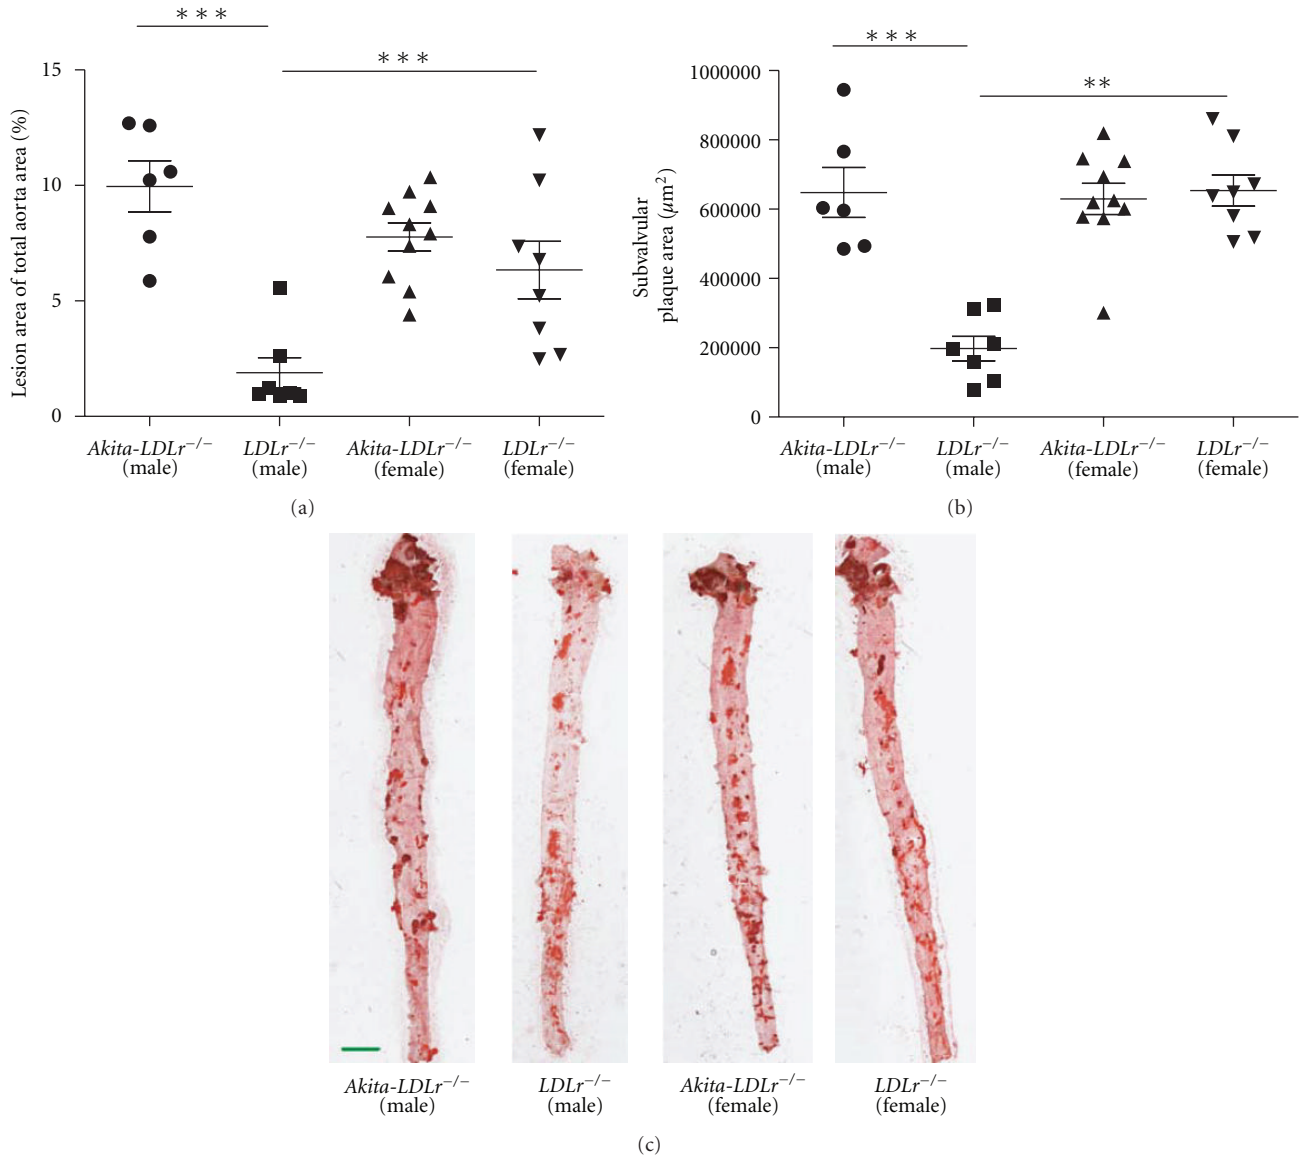 ∗∗∗
∗∗∗
15
10
5
0
Lesion area of total aorta area (%)
Akita-LDLr−/− (male)
LDLr−/− (male)
Akita-LDLr−/− (female)
LDLr−/− (female)
(a)
∗∗∗
∗∗
1000000
800000
600000
400000
200000
0
Subvalvular
plaque area (μm²)
Akita-LDLr−/− (male)
LDLr−/− (male)
Akita-LDLr−/− (female)
LDLr−/− (female)
(b)
Akita-LDLr−/− (male)
LDLr−/− (male)
Akita-LDLr−/− (female)
LDLr−/− (female)
(c)